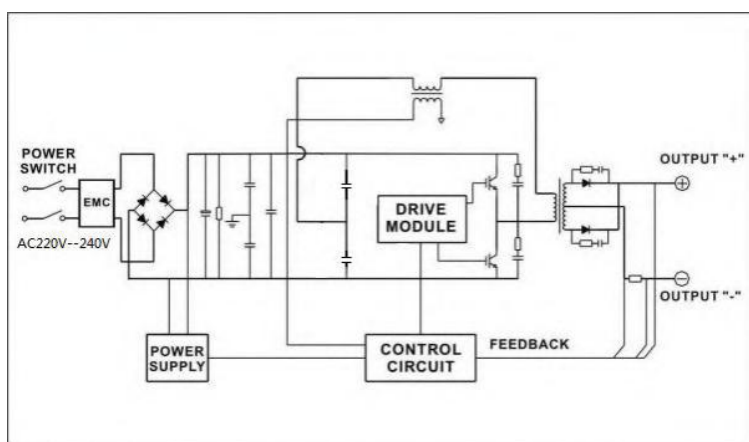 POWER
SWITCH
EMC
AC220V--240V
DRIVE
MODULE
OUTPUT "+"
OUTPUT "-"
POWER
SUPPLY
CONTROL
CIRCUIT
FEEDBACK